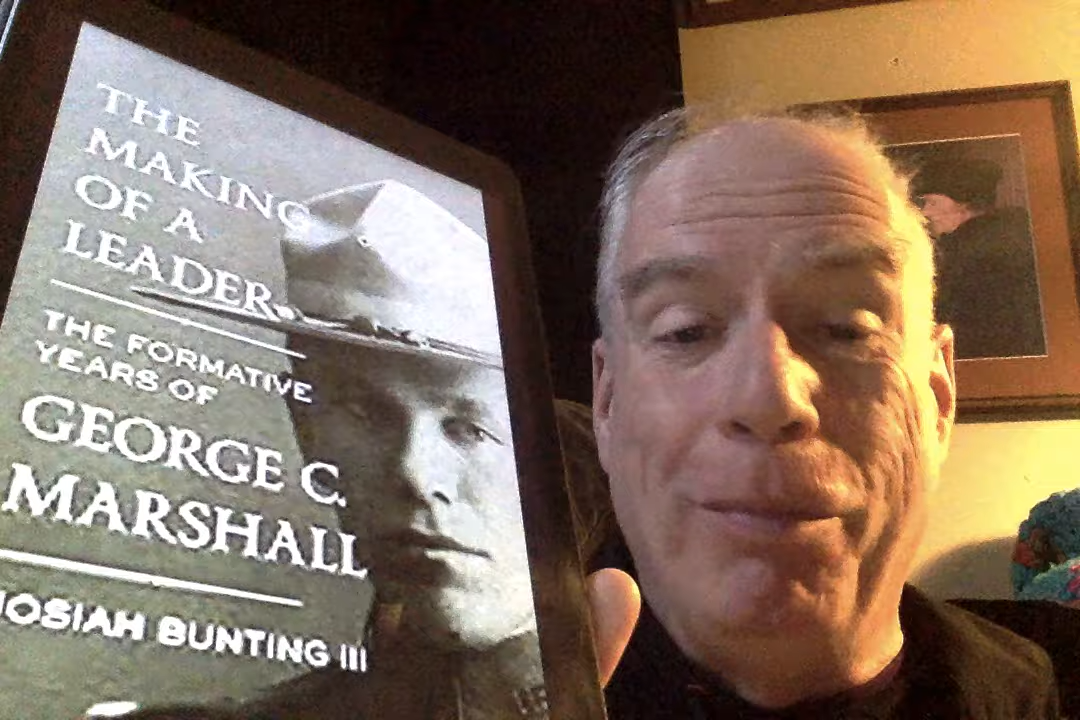 THE
MAKING
OF A
LEADER
THE FORMATIVE
YEARS OF
GEORGE C.
MARSHALL
JOSIAH BUNTING III